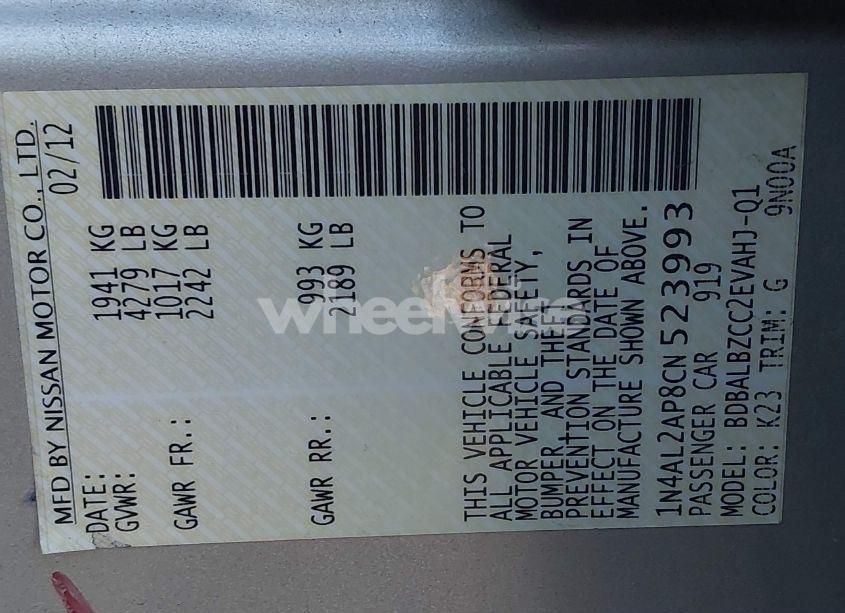 MFD BY NISSAN MOTOR CO., LTD.
DATE: 02/12
GVWR: 1941 KG
4279 LB
GAWR FR.: 1017 KG
2242 LB
GAWR RR.: 993 KG
2189 LB
THIS VEHICLE CONFORMS TO
ALL APPLICABLE FEDERAL
MOTOR VEHICLE SAFETY,
BUMPER, AND THEFT
PREVENTION STANDARDS IN
EFFECT ON THE DATE OF
MANUFACTURE SHOWN ABOVE.
1N4AL2AP8CN523993
PASSENGER CAR 919
MODEL: BDBALBZCC2EVAHJ-Q1
COLOR: K23 TRIM: G 9N00A